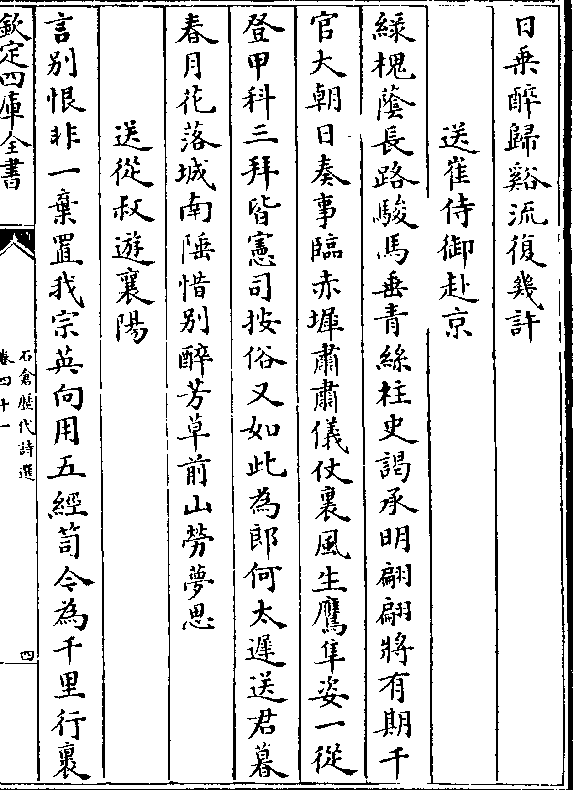 日乗醉歸谿流復幾許
送崔侍御赴京
緑槐蔭長路駿馬垂青絲柱史謁承明翩翩將有期千
官大朝日奏事臨赤墀肅肅儀仗裏風生鷹隼姿一從
登甲科三拜皆憲司按俗又如此為郎何太遲送君暮
春月花落城南陲惜别醉芳草前山勞夢思
送從叔遊襄陽
言别恨非一棄置我宗英向用五經笥今為千里行裏
欽定四庫全書
石倉歴代詩選
卷四十一
四